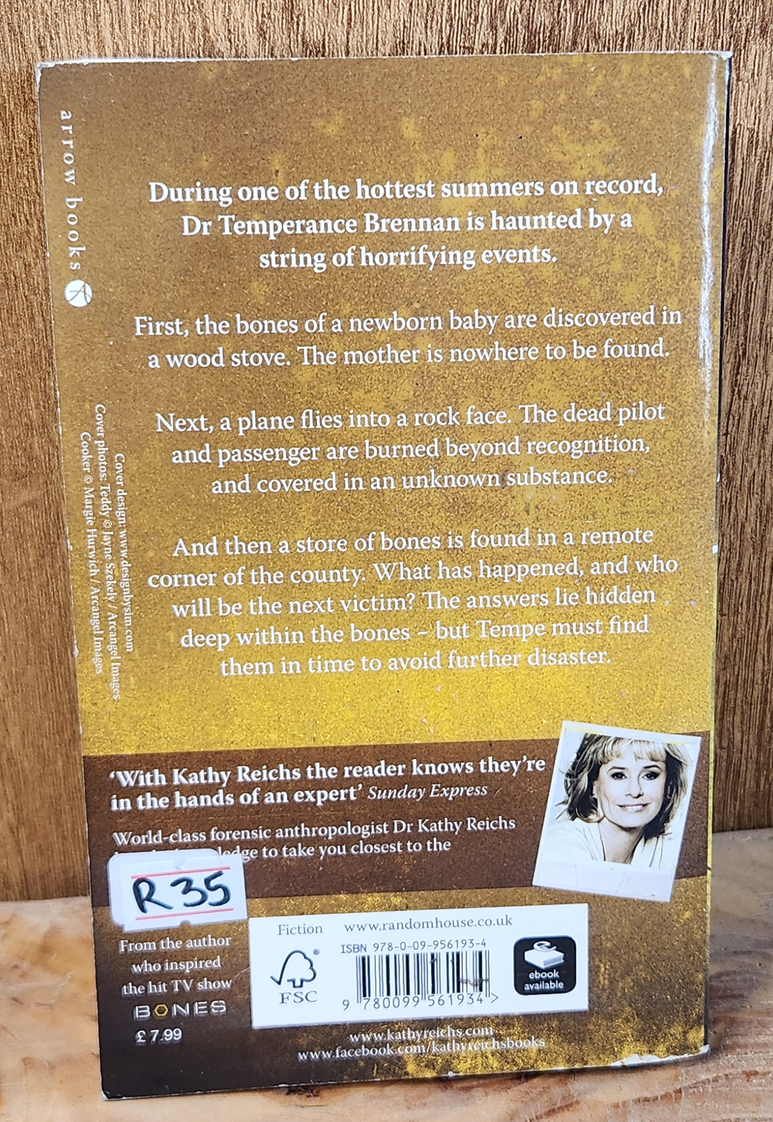 arrow books
During one of the hottest summers on record,
Dr Temperance Brennan is haunted by a
string of horrifying events.
First, the bones of a newborn baby are discovered in
a wood stove. The mother is nowhere to be found.
Next, a plane flies into a rock face. The dead pilot
and passenger are burned beyond recognition,
and covered in an unknown substance.
And then a store of bones is found in a remote
corner of the county. What has happened, and who
will be the next victim? The answers lie hidden
deep within the bones – but Tempe must find
them in time to avoid further disaster.
Cover design: www.designbysim.com
Cover photos: Teddy © Jayne Szekely / Arcangel Images
Cooker © Margie Hurwich / Arcangel Images
‘With Kathy Reichs the reader knows they’re
in the hands of an expert’ Sunday Express
World-class forensic anthropologist Dr Kathy Reichs
to take you closest to the
R35
From the author
who inspired
the hit TV show
BONES
£7.99
Fiction www.randomhouse.co.uk
ISBN 978-0-09-956193-4
FSC®
9 780099 561934 >
ebook
available
www.kathyreichs.com
www.facebook.com/kathyreichsbooks